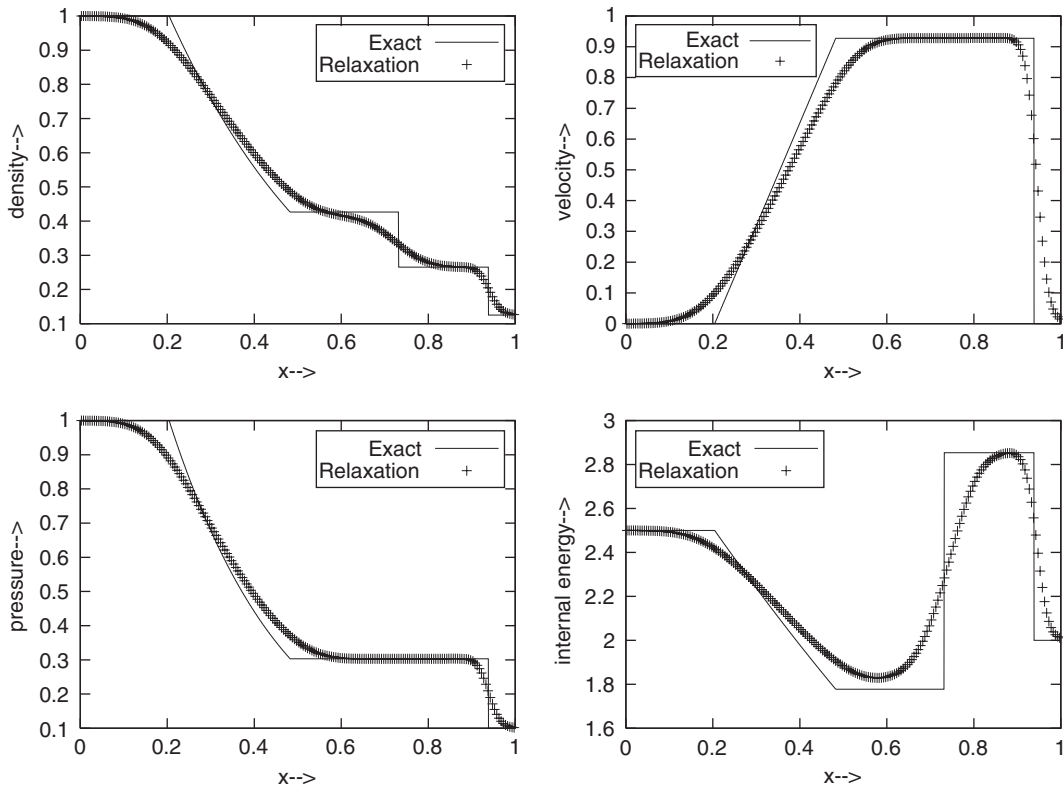 1
0.9
0.8
0.7
0.6
0.5
0.4
0.3
0.2
0.1
0 0.2 0.4 0.6 0.8 1
density-->
x-->
Exact
Relaxation
1
0.9
0.8
0.7
0.6
0.5
0.4
0.3
0.2
0.1
0
0 0.2 0.4 0.6 0.8 1
velocity-->
x-->
Exact
Relaxation
1
0.9
0.8
0.7
0.6
0.5
0.4
0.3
0.2
0.1
0 0.2 0.4 0.6 0.8 1
pressure-->
x-->
Exact
Relaxation
3
2.8
2.6
2.4
2.2
2
1.8
1.6
0 0.2 0.4 0.6 0.8 1
internal energy-->
x-->
Exact
Relaxation